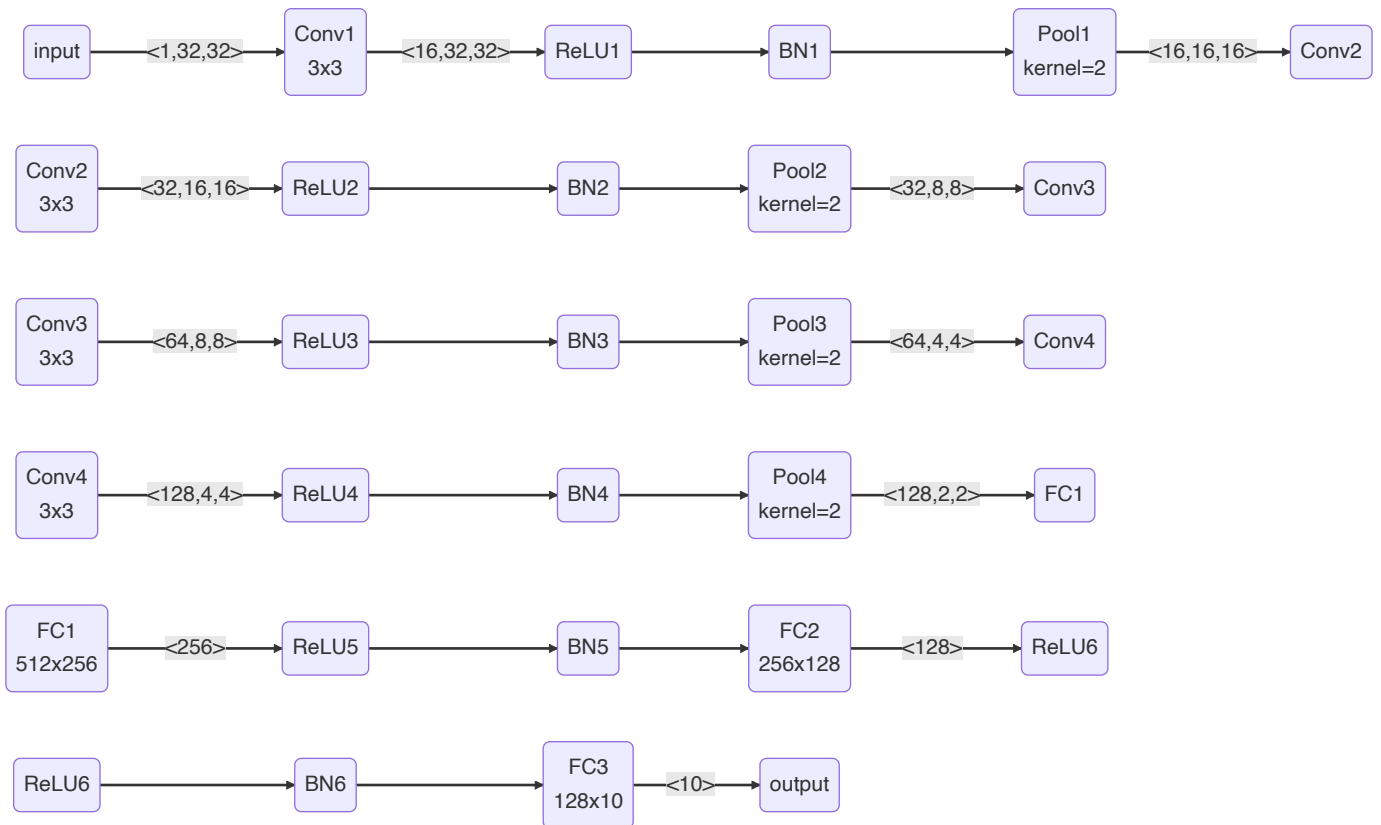 input
<1,32,32>
Conv1
3x3
<16,32,32>
ReLU1
BN1
Pool1
kernel=2
<16,16,16>
Conv2
Conv2
3x3
<32,16,16>
ReLU2
BN2
Pool2
kernel=2
<32,8,8>
Conv3
Conv3
3x3
<64,8,8>
ReLU3
BN3
Pool3
kernel=2
<64,4,4>
Conv4
Conv4
3x3
<128,4,4>
ReLU4
BN4
Pool4
kernel=2
<128,2,2>
FC1
FC1
512x256
<256>
ReLU5
BN5
FC2
256x128
<128>
ReLU6
ReLU6
BN6
FC3
128x10
<10>
output